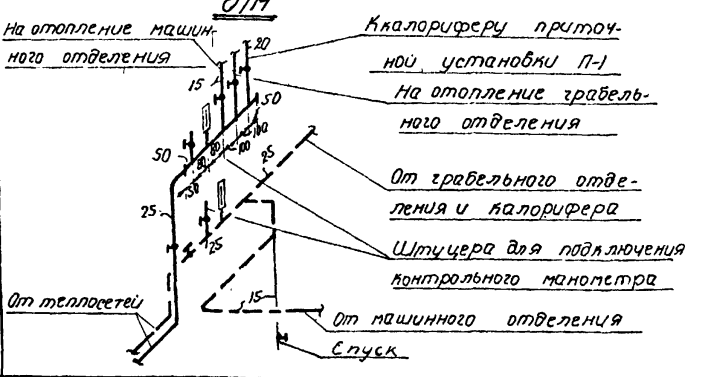 На отопление машин-
ного отделения
К калориферу приточ-
ной установки П-1
На отопление грабель-
ного отделения
20
15
50
50
80
80
100
100
150
25
25
25
От грабельного отде-
ления и калорифера
Штуцера для подключения
контрольного манометра
От теплосетей
15
От машинного отделения
Спуск